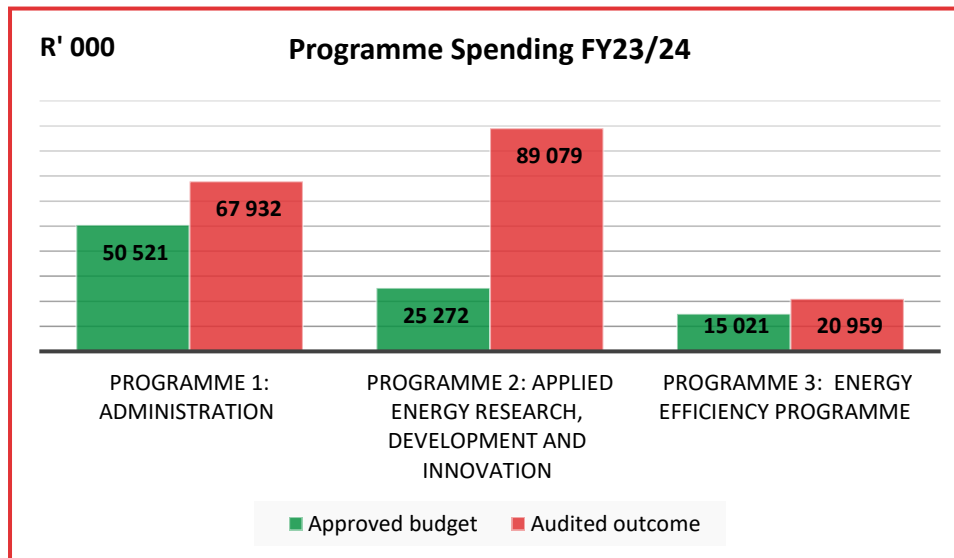 R' 000
Programme Spending FY23/24
50 521
67 932
25 272
89 079
15 021
20 959
PROGRAMME 1:
ADMINISTRATION
PROGRAMME 2: APPLIED
ENERGY RESEARCH,
DEVELOPMENT AND
INNOVATION
PROGRAMME 3:  ENERGY
EFFICIENCY PROGRAMME
Approved budget
Audited outcome